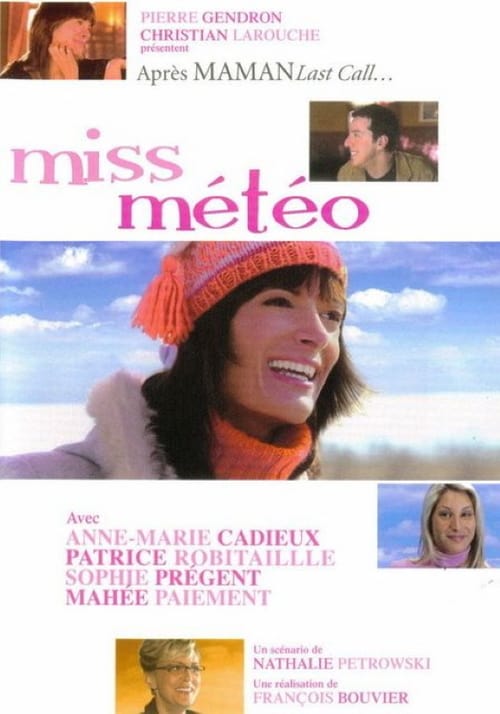 PIERRE GENDRON
CHRISTIAN LAROUCHE
présentent
Après MAMAN Last Call...
miss
météo
Avec
ANNE-MARIE CADIEUX
PATRICE ROBITAILLLE
SOPHIE PRÉGENT
MAHÉE PAIEMENT
Un scénario de
NATHALIE PETROWSKI
Une réalisation de
FRANÇOIS BOUVIER